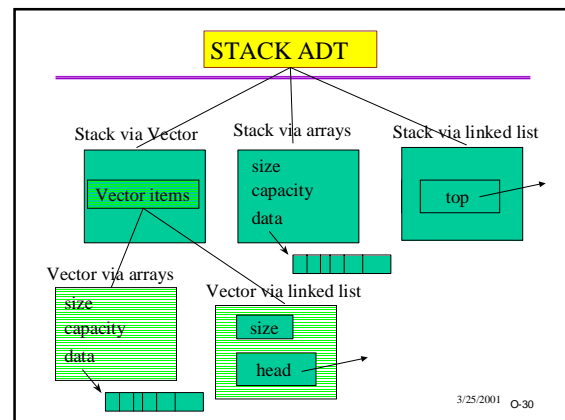 STACK ADT
Stack via Vector
Stack via arrays
Stack via linked list
Vector items
size
capacity
data
top
Vector via arrays
size
capacity
data
Vector via linked list
size
head
3/25/2001
O-30